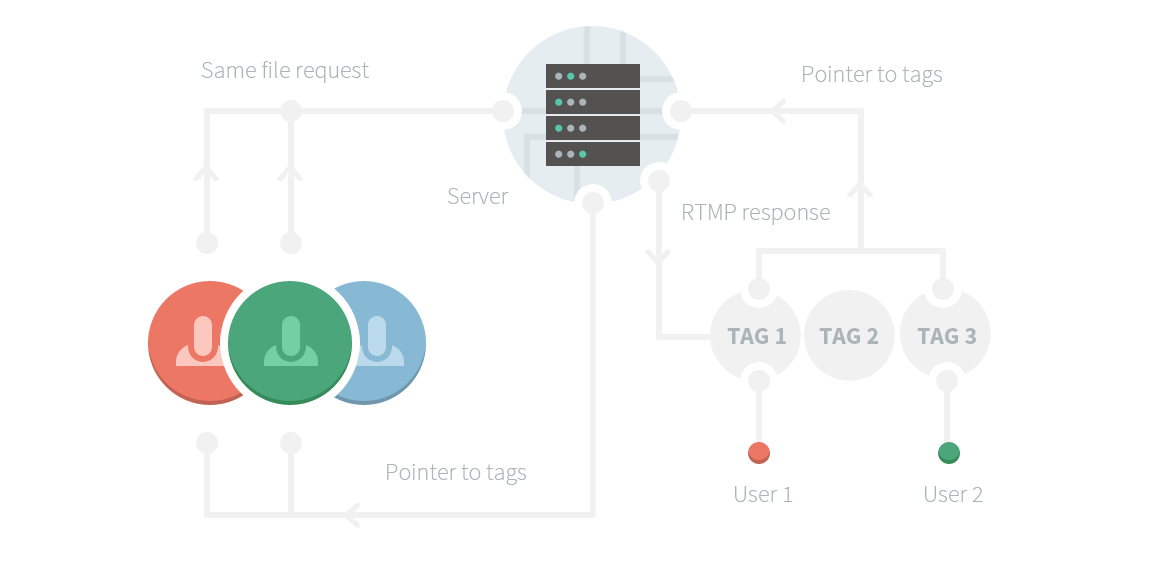 Same file request
Pointer to tags
Server
RTMP response
TAG 1
TAG 2
TAG 3
Pointer to tags
User 1
User 2